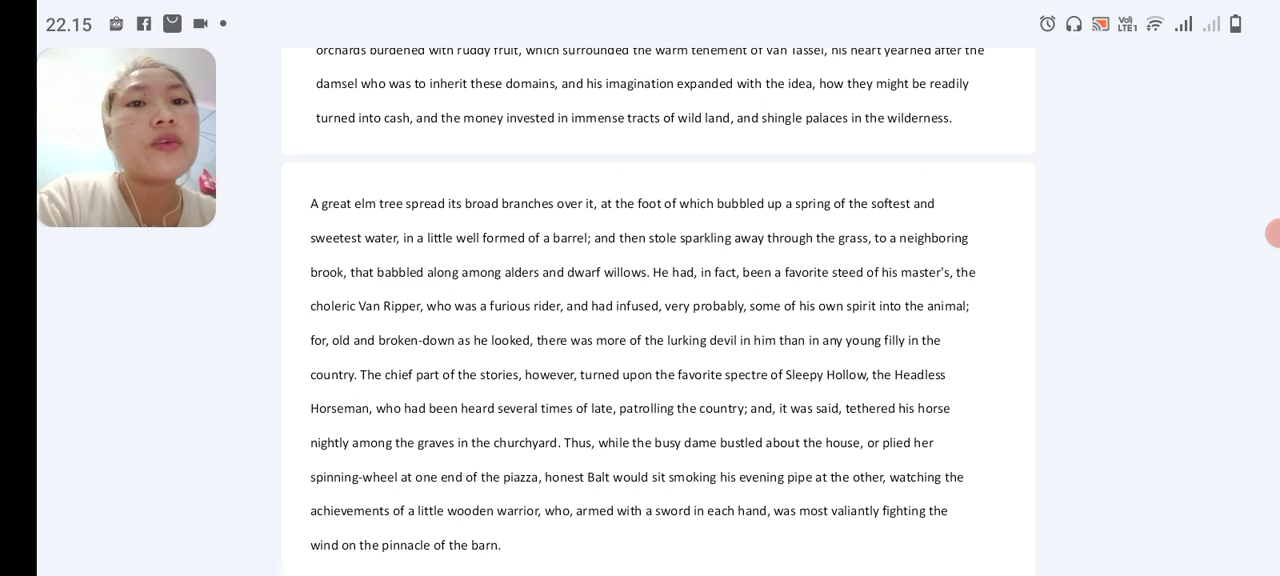 22.15
VoI) LTE1
orchards burdened with ruddy fruit, which surrounded the warm tenement of Van Tassel, his heart yearned after the
damsel who was to inherit these domains, and his imagination expanded with the idea, how they might be readily
turned into cash, and the money invested in immense tracts of wild land, and shingle palaces in the wilderness.
A great elm tree spread its broad branches over it, at the foot of which bubbled up a spring of the softest and
sweetest water, in a little well formed of a barrel; and then stole sparkling away through the grass, to a neighboring
brook, that babbled along among alders and dwarf willows. He had, in fact, been a favorite steed of his master's, the
choleric Van Ripper, who was a furious rider, and had infused, very probably, some of his own spirit into the animal;
for, old and broken-down as he looked, there was more of the lurking devil in him than in any young filly in the
country. The chief part of the stories, however, turned upon the favorite spectre of Sleepy Hollow, the Headless
Horseman, who had been heard several times of late, patrolling the country; and, it was said, tethered his horse
nightly among the graves in the churchyard. Thus, while the busy dame bustled about the house, or plied her
spinning-wheel at one end of the piazza, honest Balt would sit smoking his evening pipe at the other, watching the
achievements of a little wooden warrior, who, armed with a sword in each hand, was most valiantly fighting the
wind on the pinnacle of the barn.